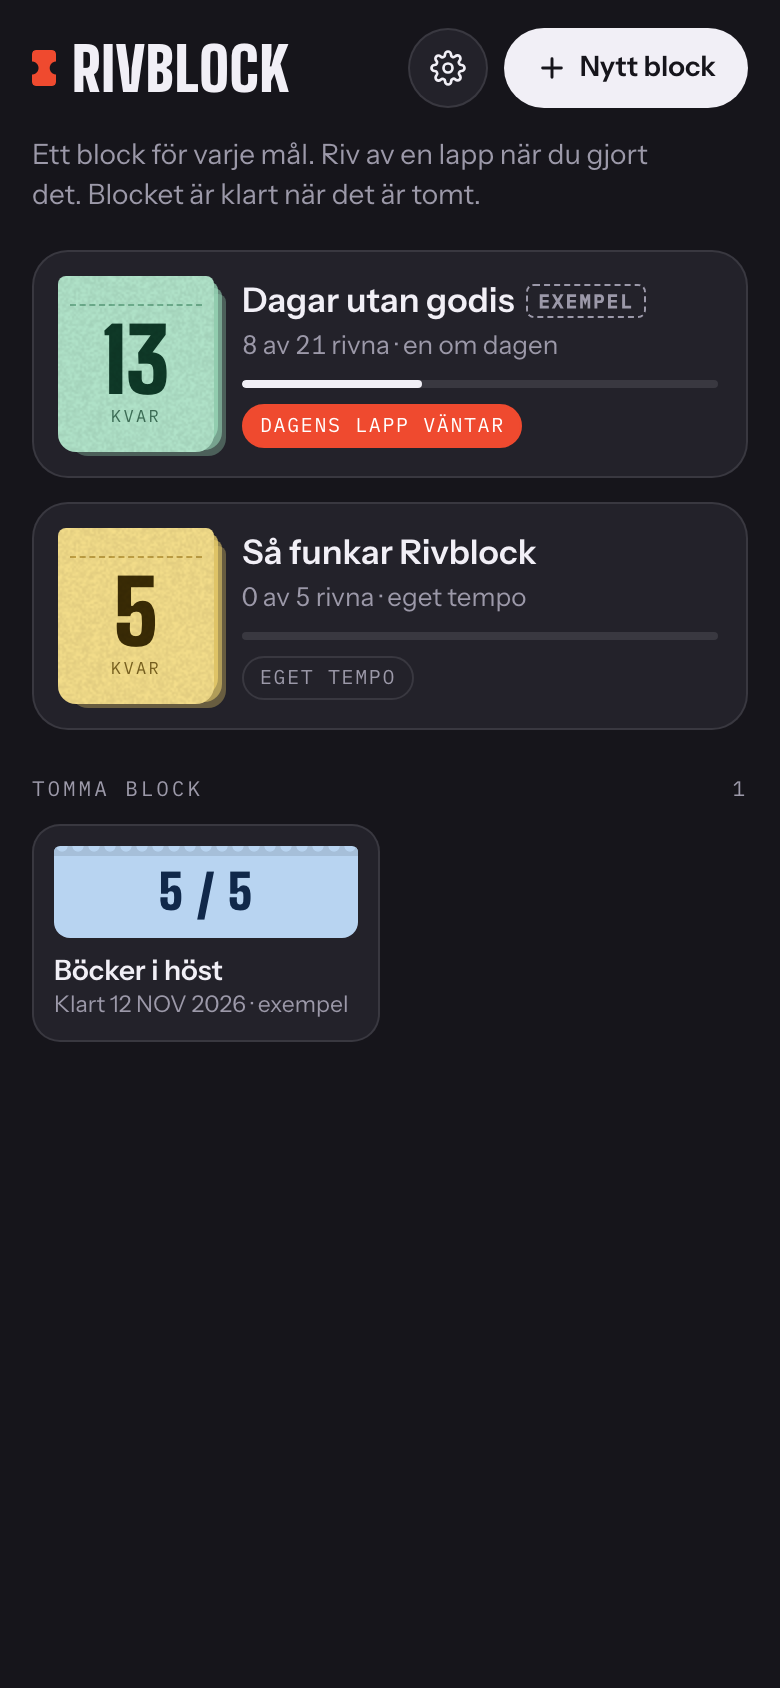 RIVBLOCK
Nytt block
Ett block för varje mål. Riv av en lapp när du gjort
det. Blocket är klart när det är tomt.
13
KVAR
Dagar utan godis EXEMPEL
8 av 21 rivna · en om dagen
DAGENS LAPP VÄNTAR
5
KVAR
Så funkar Rivblock
0 av 5 rivna · eget tempo
EGET TEMPO
TOMMA BLOCK 1
5 / 5
Böcker i höst
Klart 12 NOV 2026 · exempel